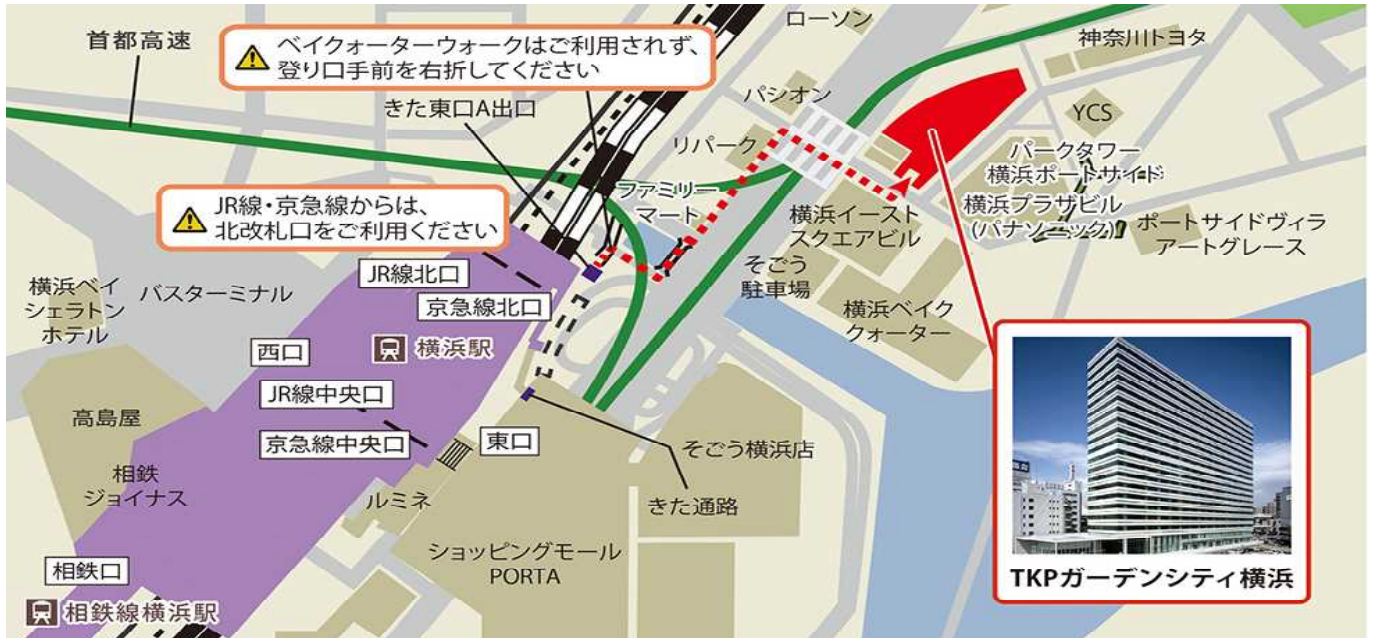 ローソン
首都高速
ベイクォーターウォークはご利用されず、
登り口手前を右折してください
神奈川トヨタ
きた東口A出口
パシオン
YCS
リパーク
パークタワー
横浜ポートサイド
ファミリー
マート
JR線・京急線からは、
北改札口をご利用ください
横浜イースト
スクエアビル
横浜プラザビル
(パナソニック)
ポートサイドヴィラ
アートグレース
JR線北口
そごう
駐車場
横浜ベイ
シェラトン
ホテル
バスターミナル
京急線北口
横浜ベイク
クォーター
西口
横浜駅
JR線中央口
高島屋
京急線中央口
東口
そごう横浜店
相鉄
ジョイナス
ルミネ
きた通路
ショッピングモール
PORTA
相鉄口
TKPガーデンシティ横浜
相鉄線横浜駅